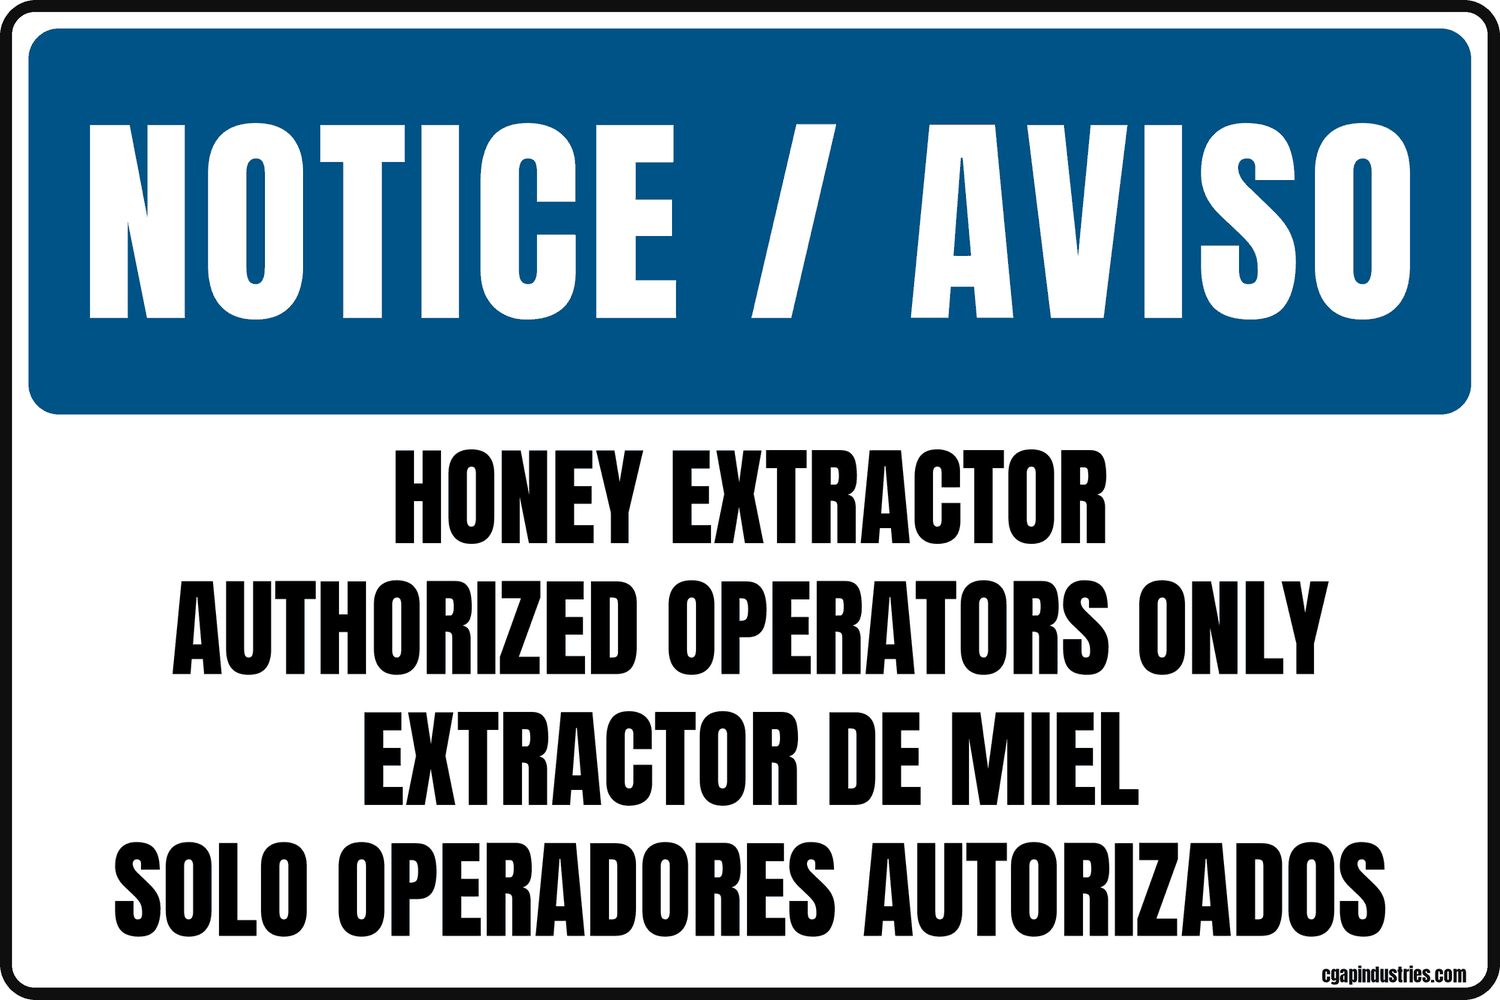 NOTICE / AVISO
HONEY EXTRACTOR
AUTHORIZED OPERATORS ONLY
EXTRACTOR DE MIEL
SOLO OPERADORES AUTORIZADOS
cgapindustries.com